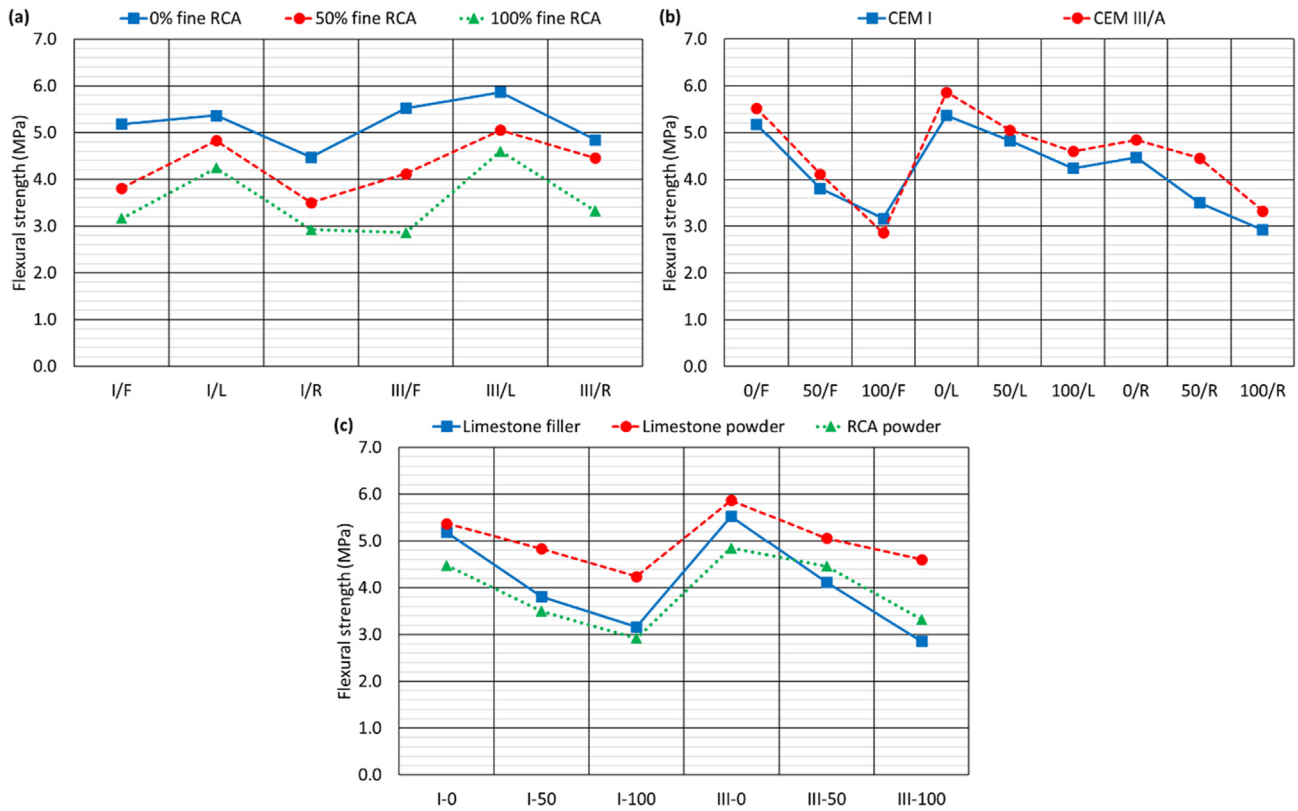 (a) 0% fine RCA 50% fine RCA 100% fine RCA
Flexural strength (MPa)
7.0
6.0
5.0
4.0
3.0
2.0
1.0
0.0
I/F I/L I/R III/F III/L III/R
(b) CEM I CEM III/A
Flexural strength (MPa)
7.0
6.0
5.0
4.0
3.0
2.0
1.0
0.0
0/F 50/F 100/F 0/L 50/L 100/L 0/R 50/R 100/R
(c) Limestone filler Limestone powder RCA powder
Flexural strength (MPa)
7.0
6.0
5.0
4.0
3.0
2.0
1.0
0.0
I-0 I-50 I-100 III-0 III-50 III-100